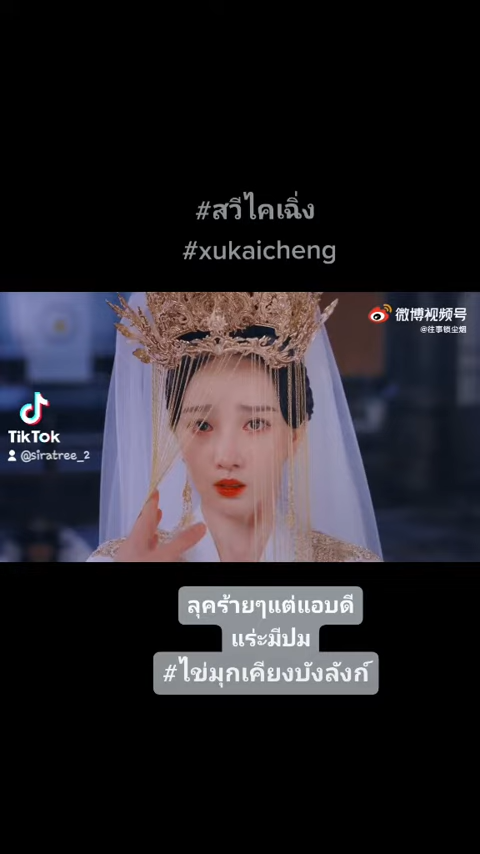 #สวีไคเฉิ่ง
#xukaicheng
微博视频号
@往事锁尘烟
TikTok
@siratree_2
ลุคร้ายๆแต่แอบดี
แร่ะมีปม
#ไข่มุกเคียงบังลังก์